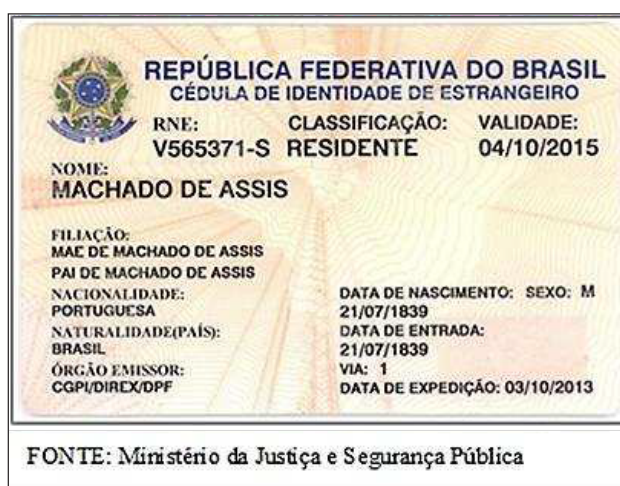 REPÚBLICA FEDERATIVA DO BRASIL
CÉDULA DE IDENTIDADE DE ESTRANGEIRO
RNE: CLASSIFICAÇÃO: VALIDADE:
V565371-S RESIDENTE 04/10/2015
NOME:
MACHADO DE ASSIS
FILIAÇÃO:
MAE DE MACHADO DE ASSIS
PAI DE MACHADO DE ASSIS
NACIONALIDADE:
PORTUGUESA
NATURALIDADE(PAÍS):
BRASIL
ÓRGÃO EMISSOR:
CGPI/DIREX/DPF
DATA DE NASCIMENTO: SEXO: M
21/07/1839
DATA DE ENTRADA:
21/07/1839
VIA: 1
DATA DE EXPEDIÇÃO: 03/10/2013
FONTE: Ministério da Justiça e Segurança Pública